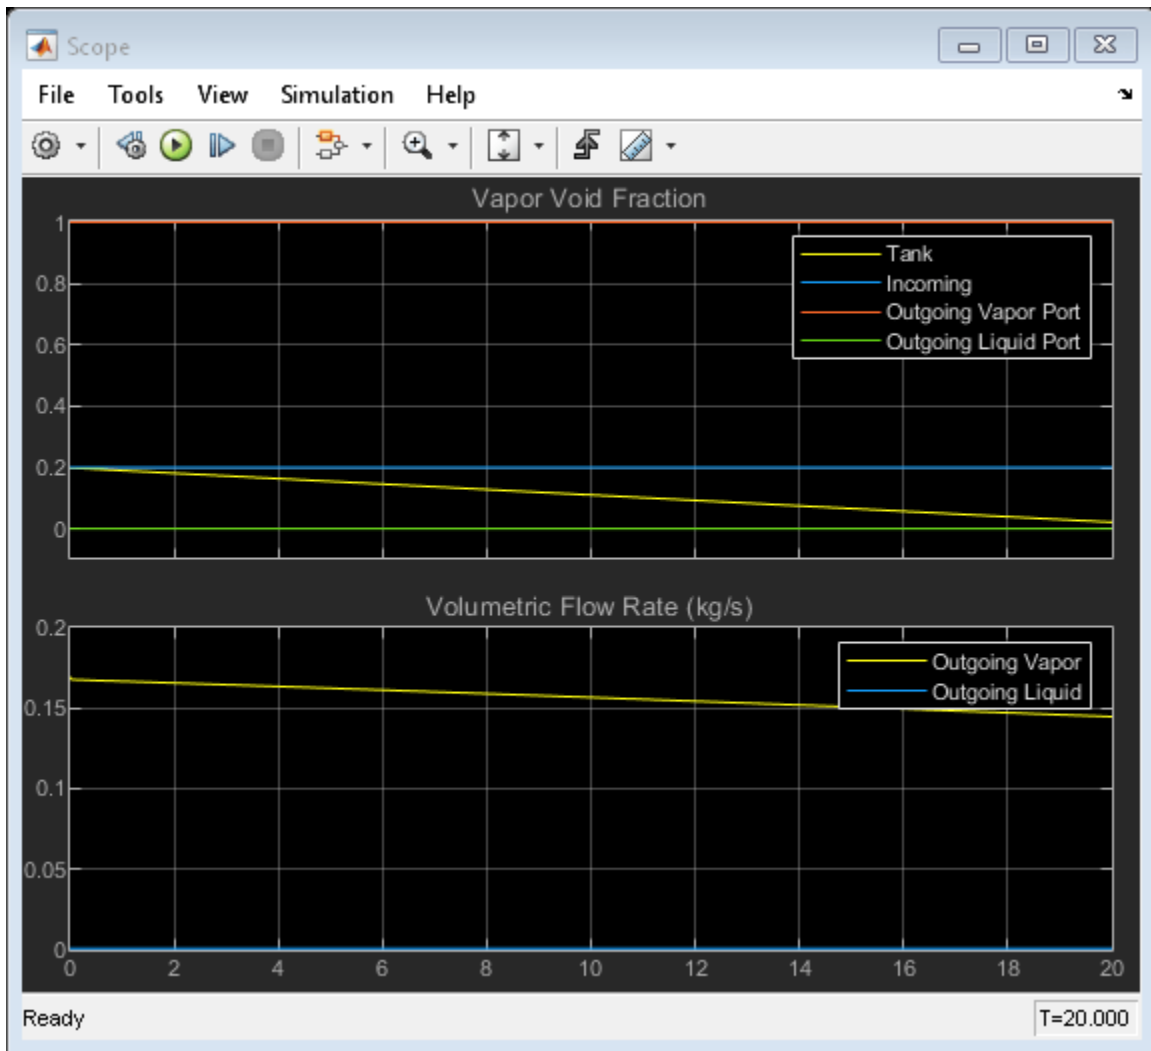 Scope
File Tools View Simulation Help
Vapor Void Fraction
1
0.8
0.6
0.4
0.2
0
Tank
Incoming
Outgoing Vapor Port
Outgoing Liquid Port
Volumetric Flow Rate (kg/s)
0.2
0.15
0.1
0.05
0
Outgoing Vapor
Outgoing Liquid
0 2 4 6 8 10 12 14 16 18 20
Ready T=20.000